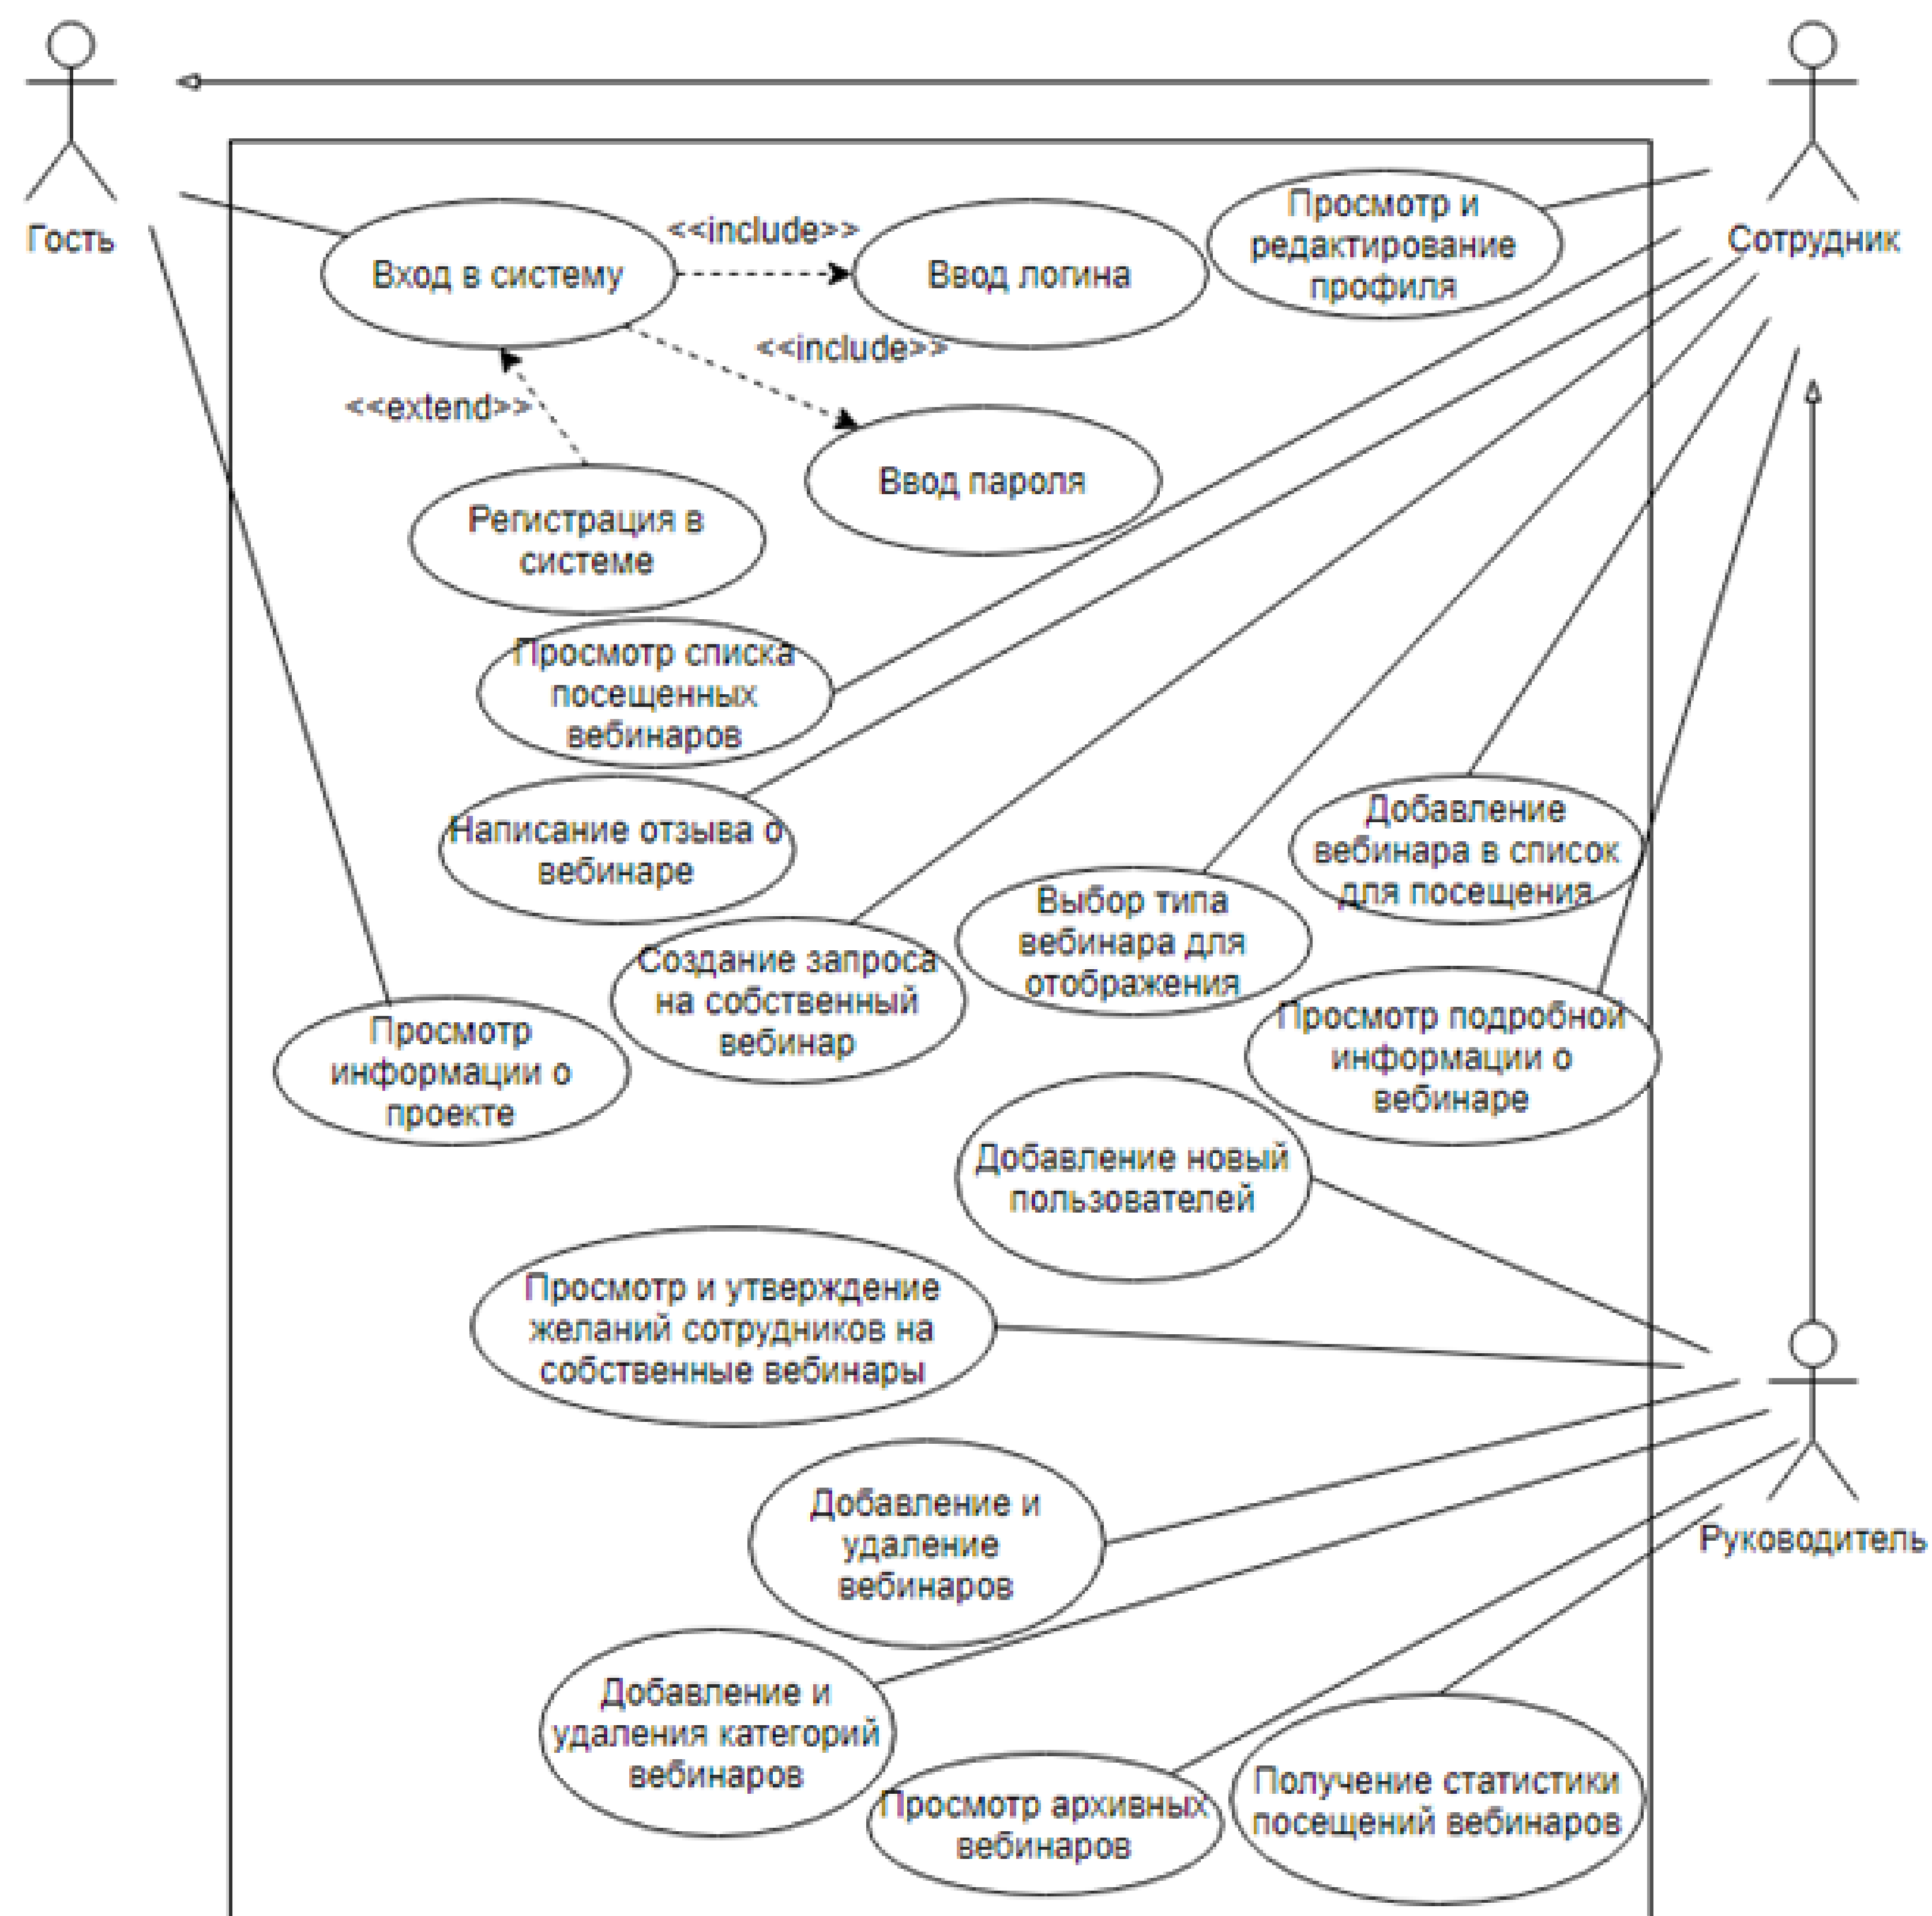 Гость
Сотрудник
Вход в систему
<<include>>
Ввод логина
Просмотр и
редактирование
профиля
<<include>>
<<extend>>
Ввод пароля
Регистрация в
системе
Просмотр списка
посещенных
вебинаров
Написание отзыва о
вебинаре
Добавление
вебинара в список
для посещения
Выбор типа
вебинара для
отображения
Создание запроса
на собственный
вебинар
Просмотр
информации о
проекте
Просмотр подробной
информации о
вебинаре
Добавление новый
пользователей
Просмотр и утверждение
желаний сотрудников на
собственные вебинары
Руководитель
Добавление и
удаление
вебинаров
Добавление и
удаления категорий
вебинаров
Просмотр архивных
вебинаров
Получение статистики
посещений вебинаров